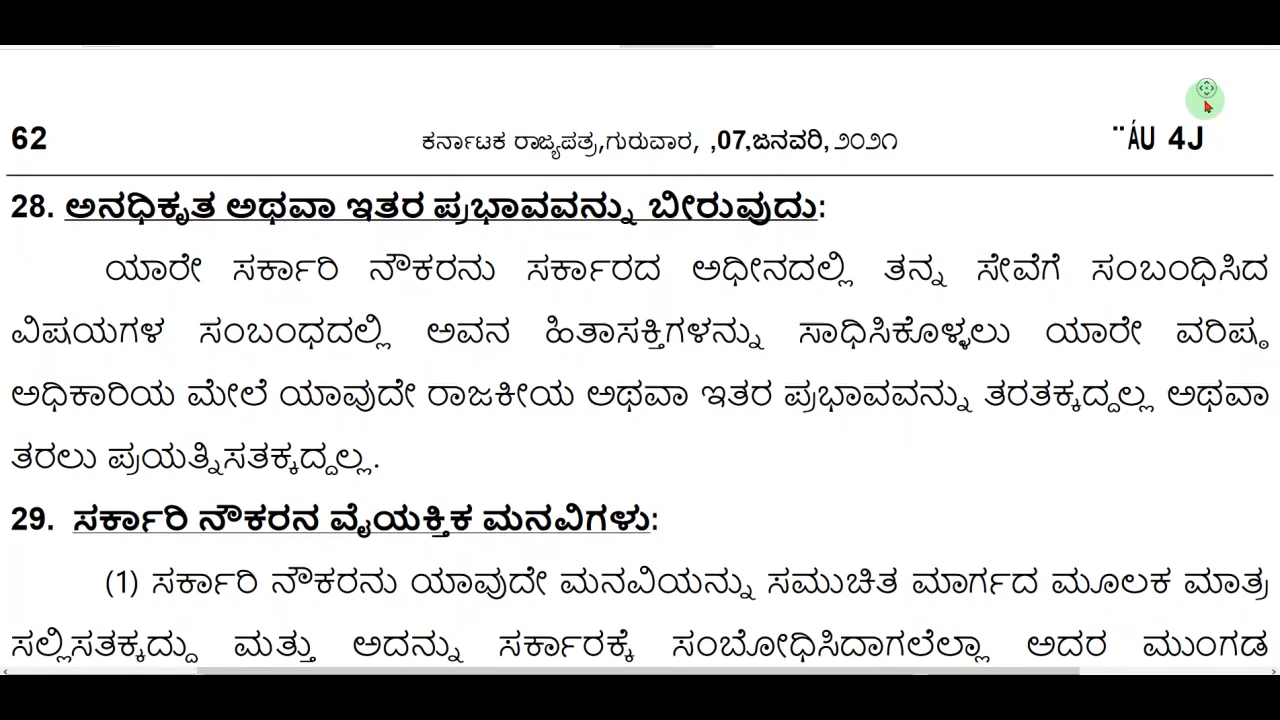 62 ಕರ್ನಾಟಕ ರಾಜ್ಯಪತ್ರ,ಗುರುವಾರ, ,07,ಜನವರಿ, ೨೦೨೧ ¨ÁU 4J
28. ಅನಧಿಕೃತ ಅಥವಾ ಇತರ ಪ್ರಭಾವವನ್ನು ಬೀರುವುದು:
ಯಾರೇ ಸರ್ಕಾರಿ ನೌಕರನು ಸರ್ಕಾರದ ಅಧೀನದಲ್ಲಿ ತನ್ನ ಸೇವೆಗೆ ಸಂಬಂಧಿಸಿದ
ವಿಷಯಗಳ ಸಂಬಂಧದಲ್ಲಿ ಅವನ ಹಿತಾಸಕ್ತಿಗಳನ್ನು ಸಾಧಿಸಿಕೊಳ್ಳಲು ಯಾರೇ ವರಿಷ್ಠ
ಅಧಿಕಾರಿಯ ಮೇಲೆ ಯಾವುದೇ ರಾಜಕೀಯ ಅಥವಾ ಇತರ ಪ್ರಭಾವವನ್ನು ತರತಕ್ಕದ್ದಲ್ಲ ಅಥವಾ
ತರಲು ಪ್ರಯತ್ನಿಸತಕ್ಕದ್ದಲ್ಲ.
29. ಸರ್ಕಾರಿ ನೌಕರನ ವೈಯಕ್ತಿಕ ಮನವಿಗಳು:
(1) ಸರ್ಕಾರಿ ನೌಕರನು ಯಾವುದೇ ಮನವಿಯನ್ನು ಸಮುಚಿತ ಮಾರ್ಗದ ಮೂಲಕ ಮಾತ್ರ
ಸಲ್ಲಿಸತಕ್ಕದ್ದು ಮತ್ತು ಅದನ್ನು ಸರ್ಕಾರಕ್ಕೆ ಸಂಬೋಧಿಸಿದಾಗಲೆಲ್ಲಾ ಅದರ ಮುಂಗಡ